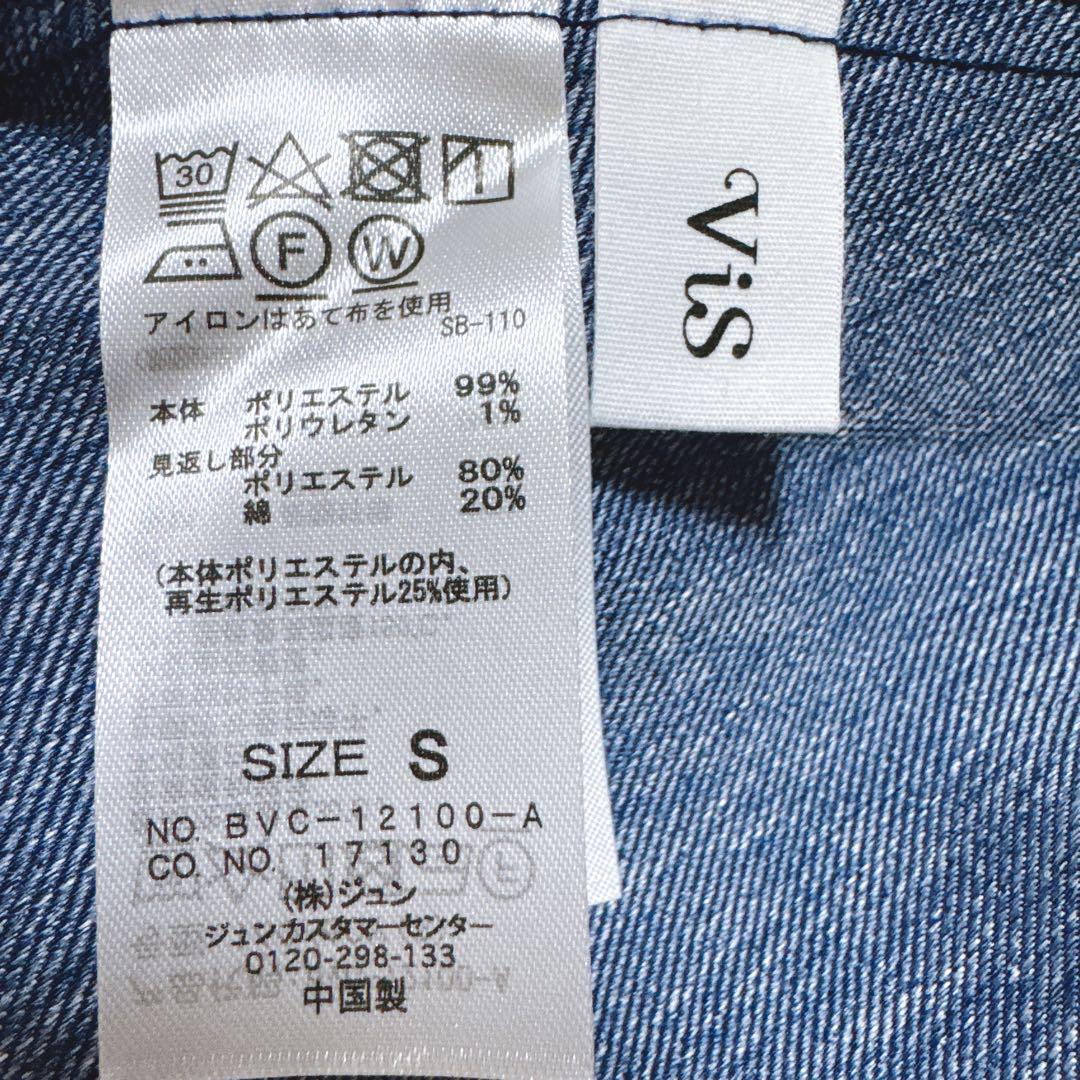 30
F W
アイロンはあて布を使用
SB-110
本体 ポリエステル 99%
ポリウレタン 1%
見返し部分
ポリエステル 80%
綿 20%
(本体ポリエステルの内、
再生ポリエステル25%使用)
SIZE S
NO. BVC-12100-A
CO. NO. 17130
(株)ジュン
ジュンカスタマーセンター
0120-298-133
中国製
ViS